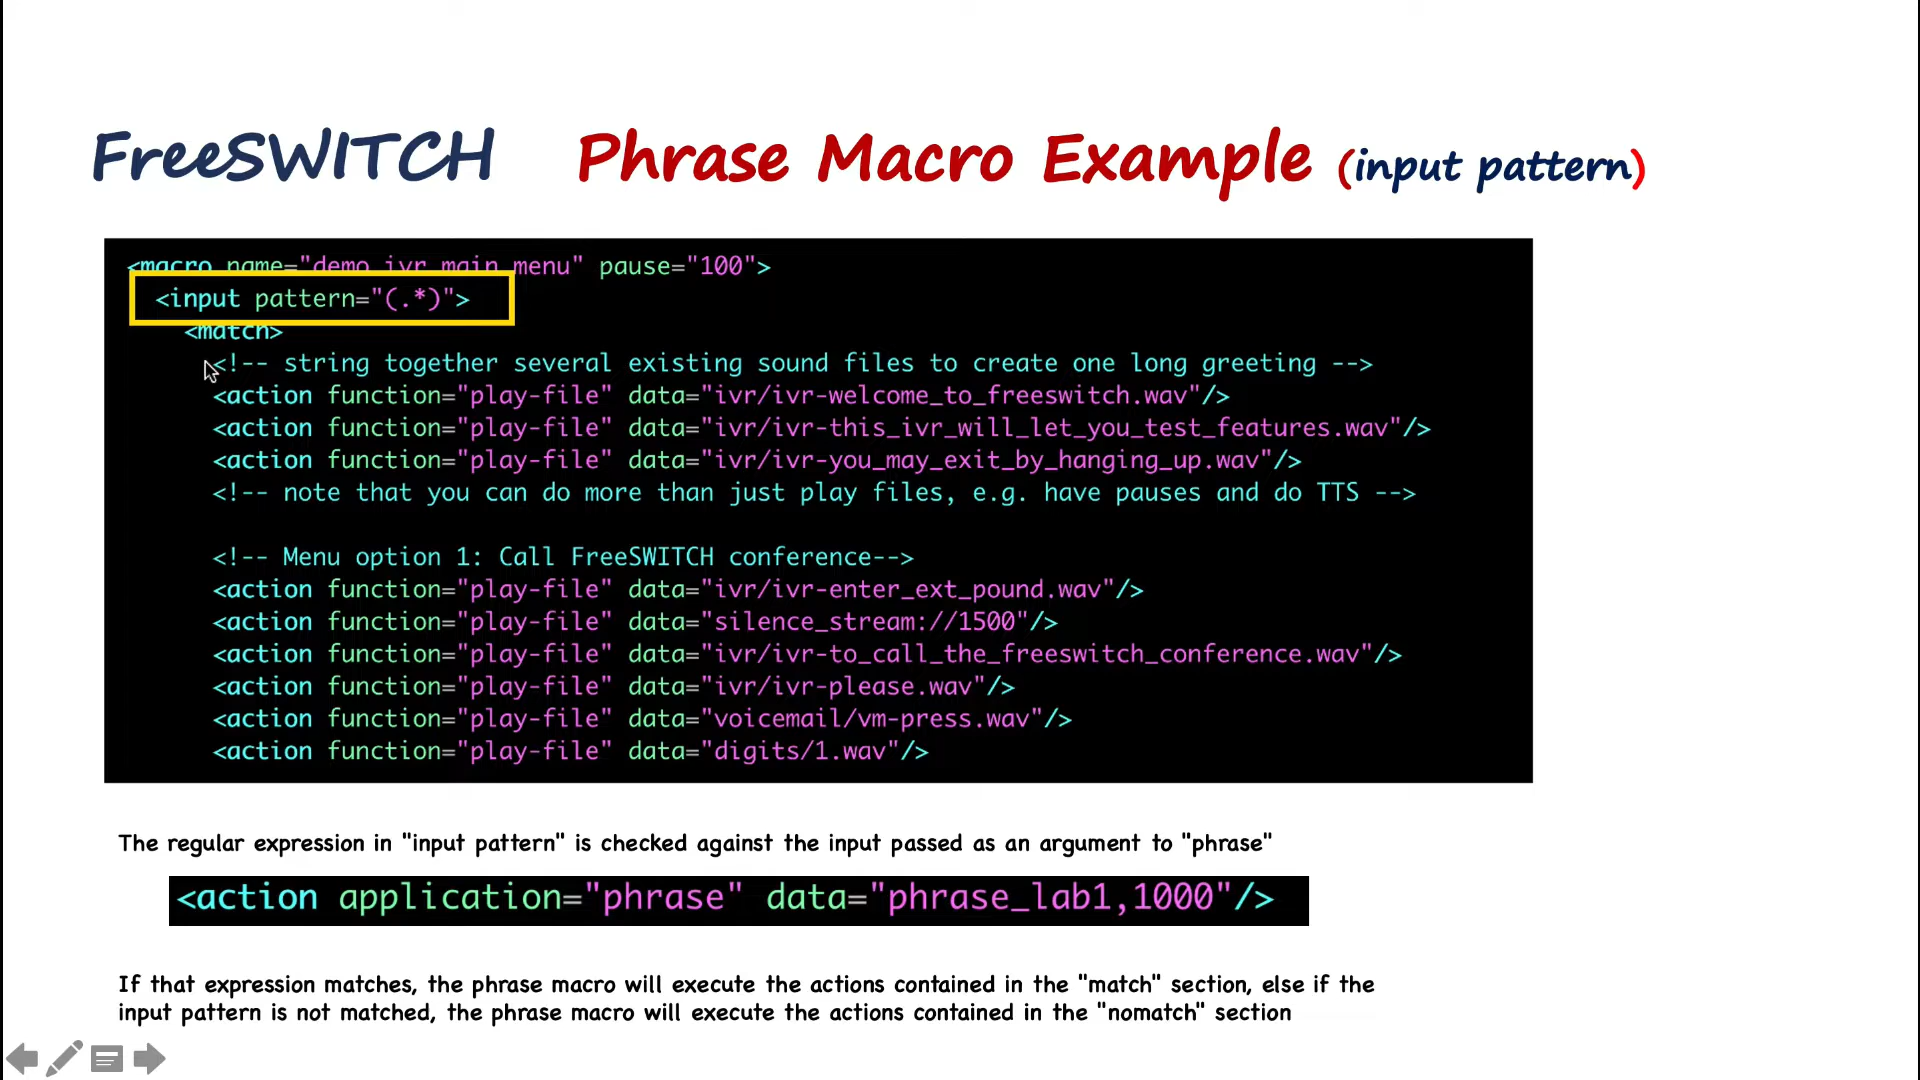 FreeSWITCH Phrase Macro Example (input pattern)
<macro name="demo_ivr_main_menu" pause="100">
<input pattern="(.*)">
<match>
<!-- string together several existing sound files to create one long greeting -->
<action function="play-file" data="ivr/ivr-welcome_to_freeswitch.wav"/>
<action function="play-file" data="ivr/ivr-this_ivr_will_let_you_test_features.wav"/>
<action function="play-file" data="ivr/ivr-you_may_exit_by_hanging_up.wav"/>
<!-- note that you can do more than just play files, e.g. have pauses and do TTS -->
<!-- Menu option 1: Call FreeSWITCH conference-->
<action function="play-file" data="ivr/ivr-enter_ext_pound.wav"/>
<action function="play-file" data="silence_stream://1500"/>
<action function="play-file" data="ivr/ivr-to_call_the_freeswitch_conference.wav"/>
<action function="play-file" data="ivr/ivr-please.wav"/>
<action function="play-file" data="voicemail/vm-press.wav"/>
<action function="play-file" data="digits/1.wav"/>
The regular expression in "input pattern" is checked against the input passed as an argument to "phrase"
<action application="phrase" data="phrase_lab1,1000"/>
If that expression matches, the phrase macro will execute the actions contained in the "match" section, else if the
input pattern is not matched, the phrase macro will execute the actions contained in the "nomatch" section